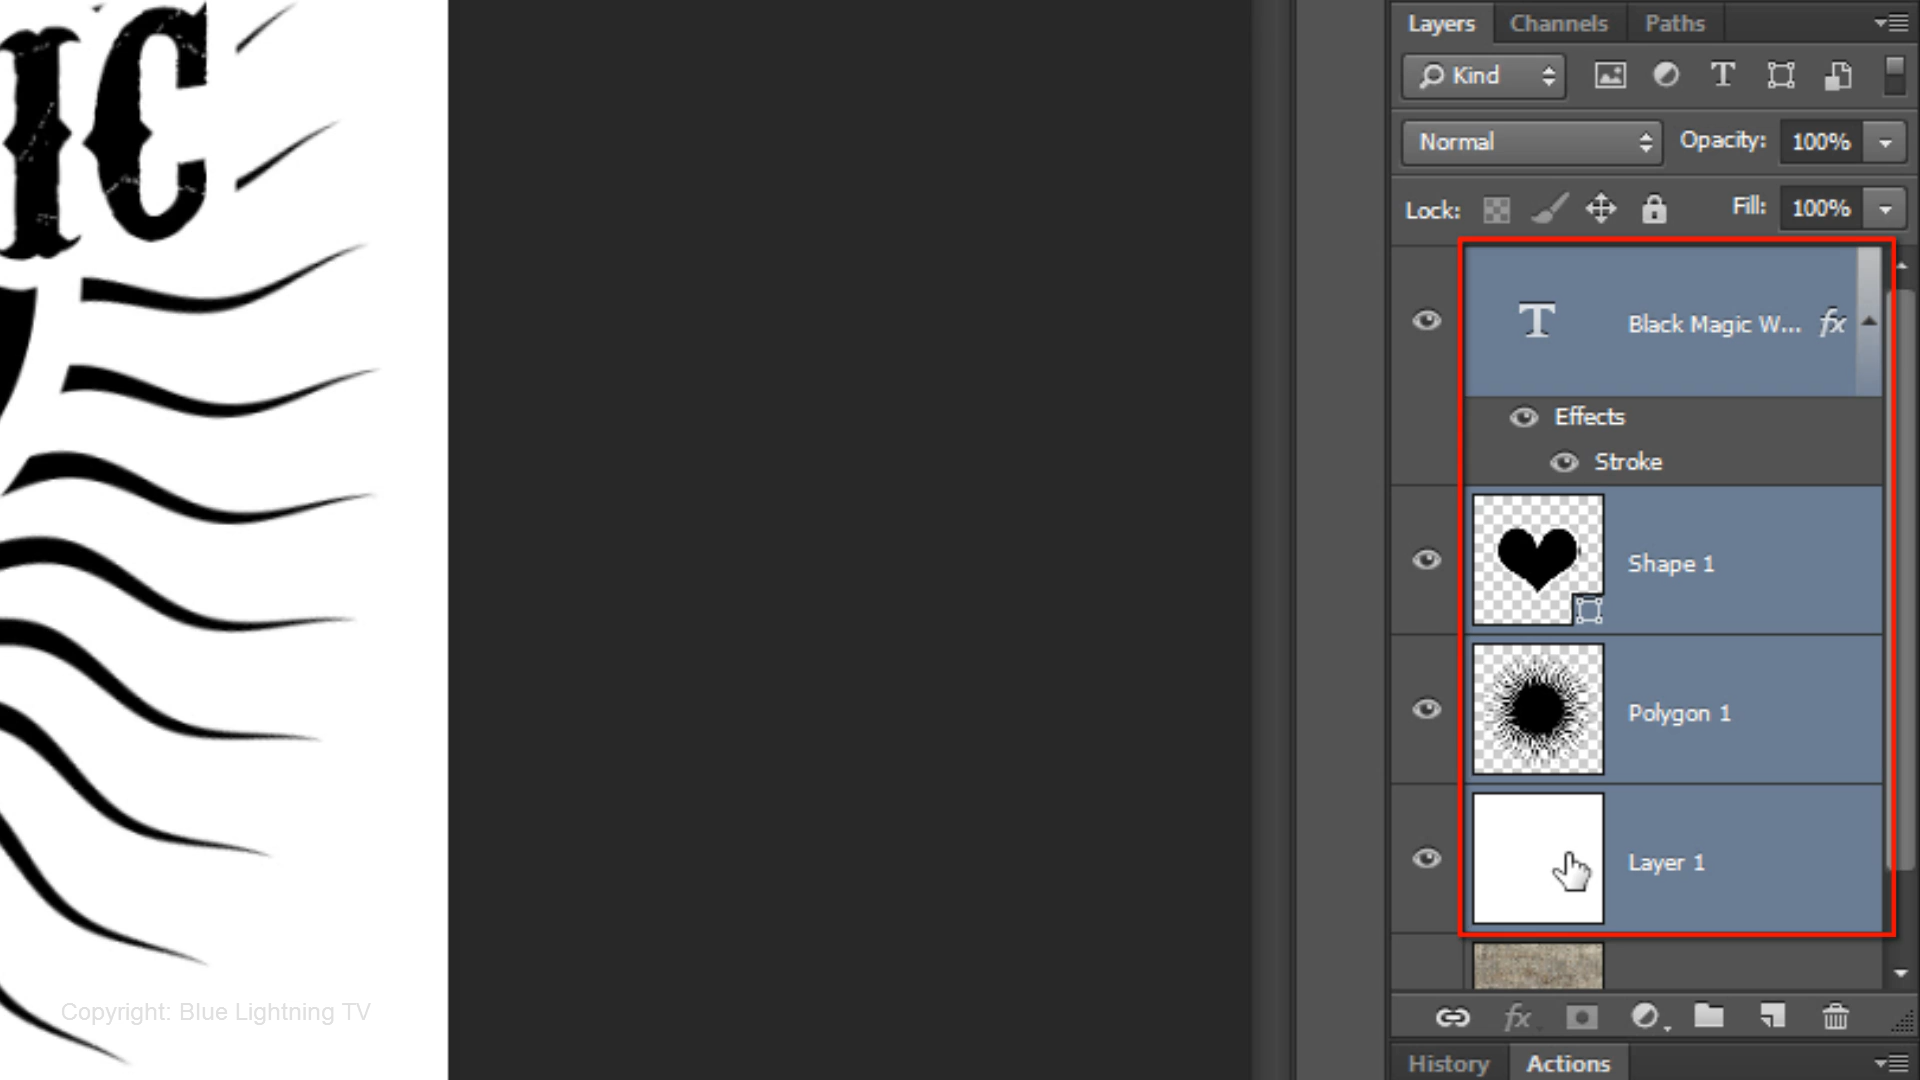 IC
Layers Channels Paths
Kind T
Normal Opacity: 100%
Lock: Fill: 100%
T Black Magic W... fx
Effects
Stroke
Shape 1
Polygon 1
Layer 1
Copyright: Blue Lightning TV
fx
History Actions